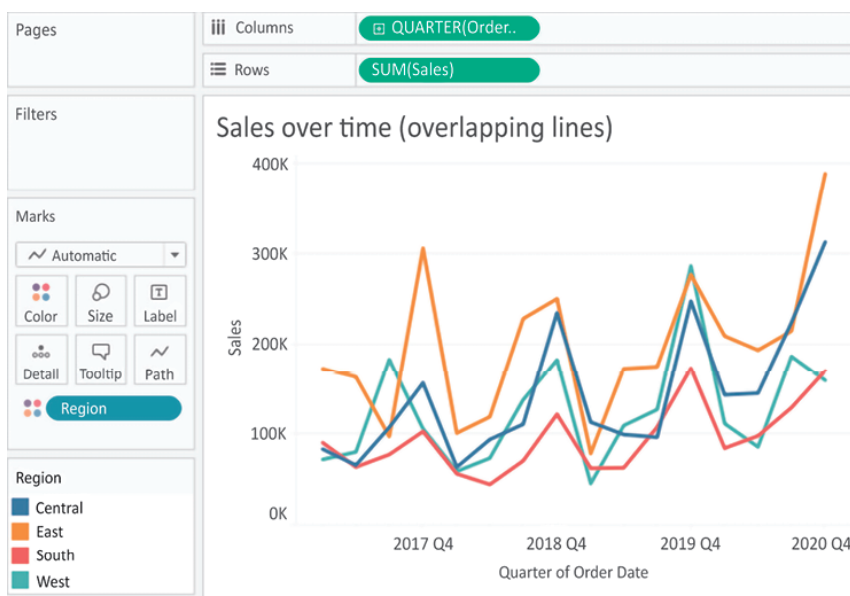 Pages
Columns
QUARTER(Order..
Rows
SUM(Sales)
Filters
Sales over time (overlapping lines)
Marks
Automatic
Color
Size
Label
Detall
Tooltip
Path
Region
Region
Central
East
South
West
400K
300K
200K
100K
0K
Sales
2017 Q4
2018 Q4
2019 Q4
2020 Q4
Quarter of Order Date